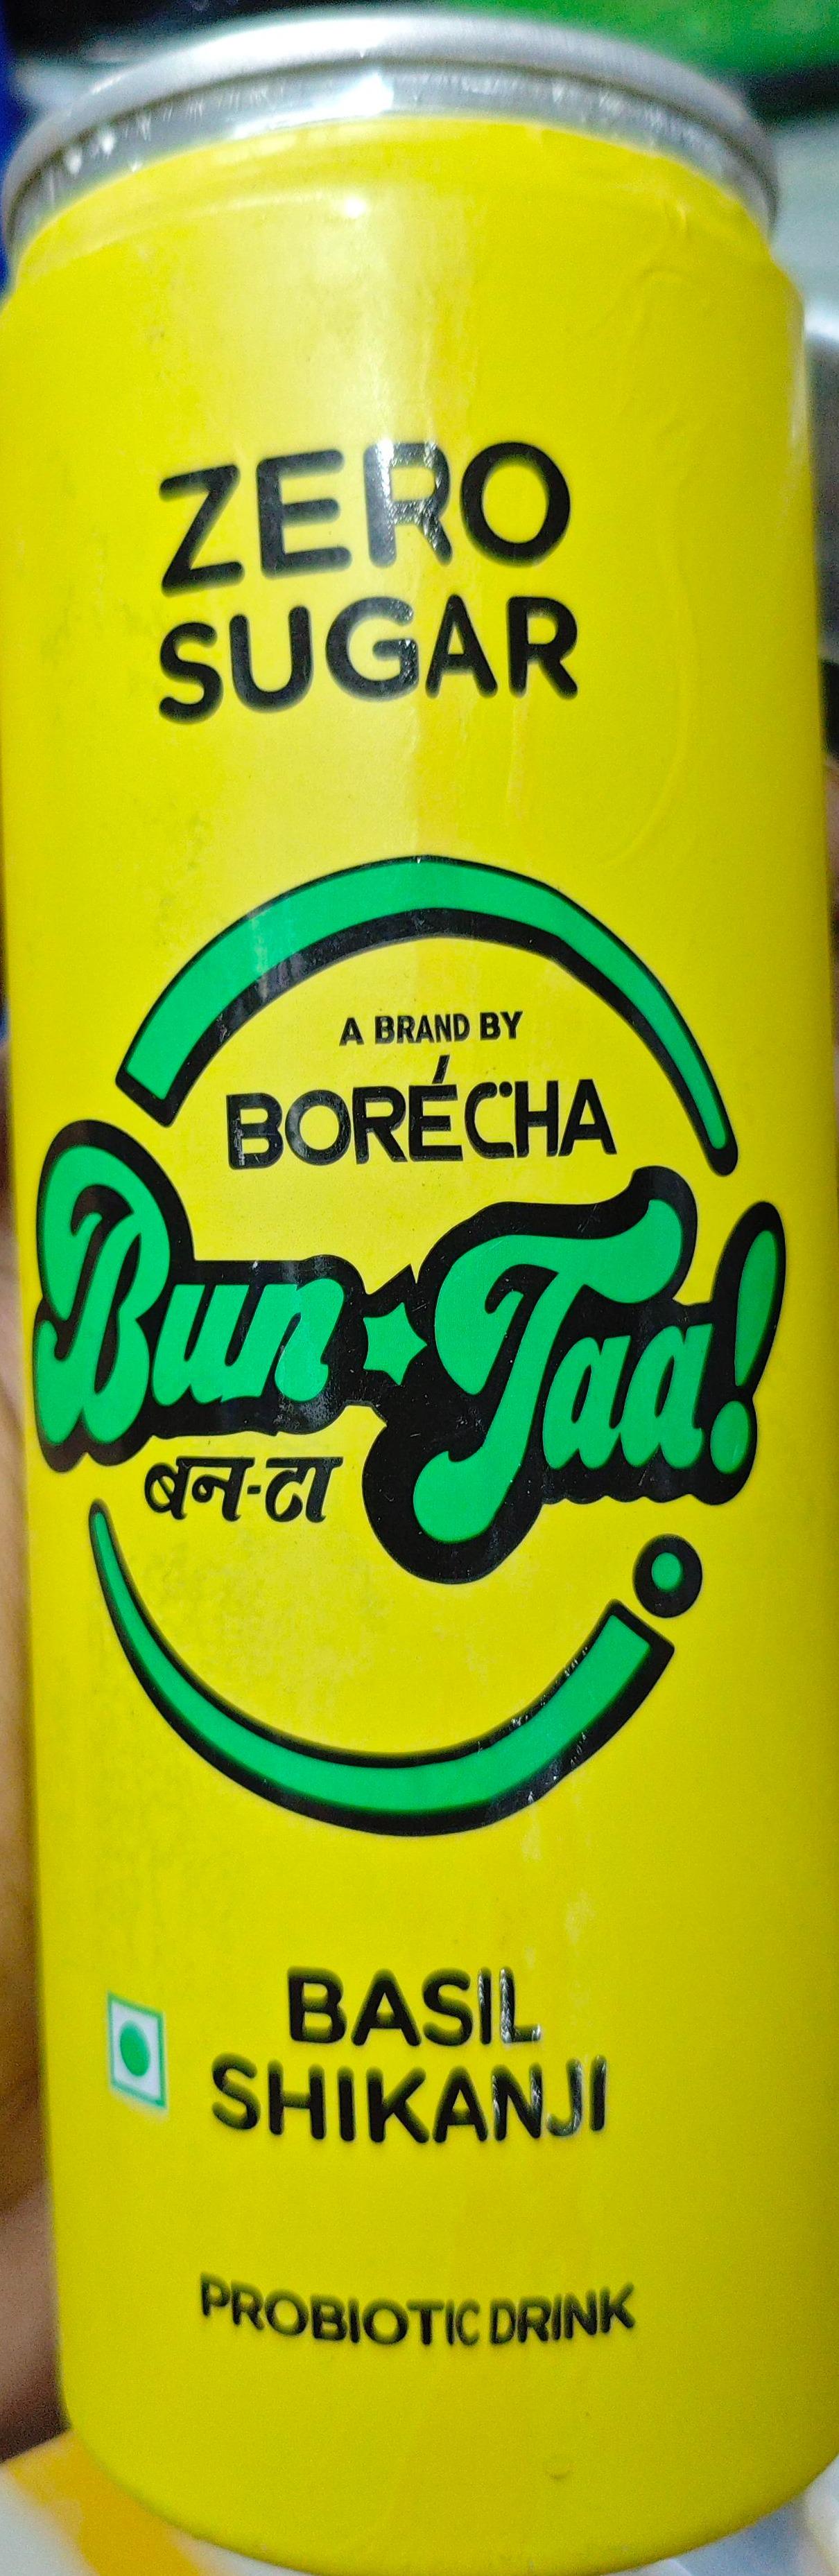 ZERO
SUGAR
A BRAND BY
BORÉCHA
Bun Taa!
बन-टा
BASIL
SHIKANJI
PROBIOTIC DRINK